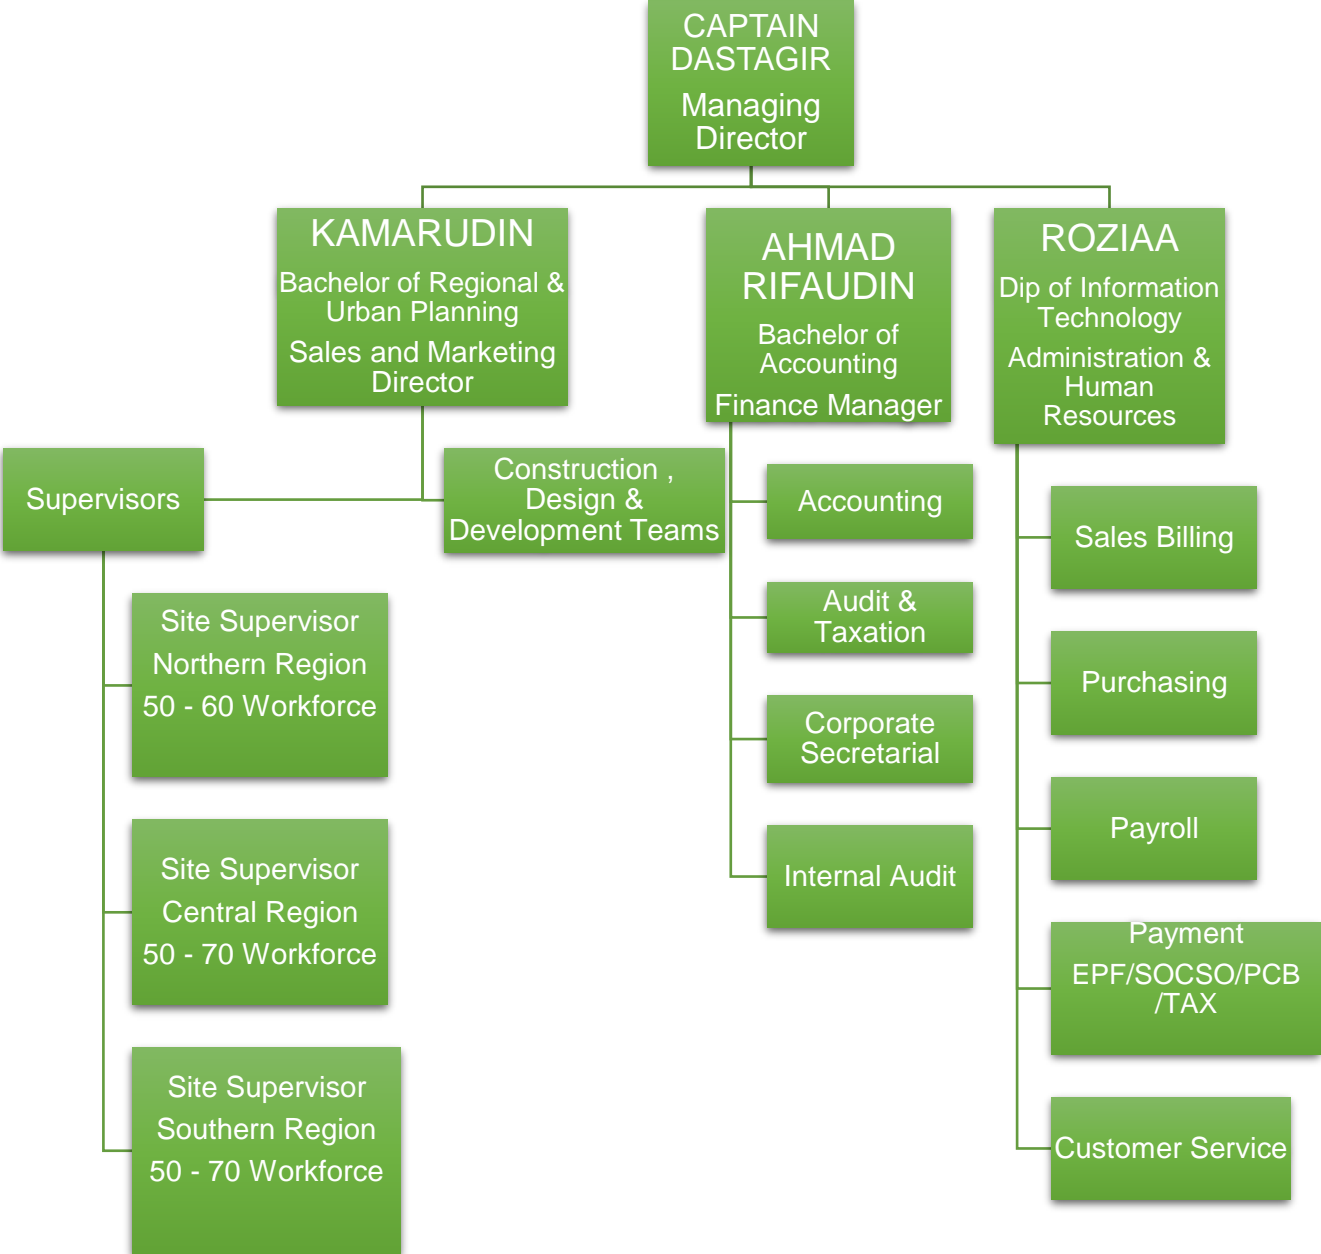 CAPTAIN
DASTAGIR
Managing
Director
KAMARUDIN
Bachelor of Regional &
Urban Planning
Sales and Marketing
Director
AHMAD
RIFAUDIN
Bachelor of
Accounting
Finance Manager
ROZIAA
Dip of Information
Technology
Administration &
Human
Resources
Supervisors
Construction ,
Design &
Development Teams
Site Supervisor
Northern Region
50 - 60 Workforce
Site Supervisor
Central Region
50 - 70 Workforce
Site Supervisor
Southern Region
50 - 70 Workforce
Accounting
Audit &
Taxation
Corporate
Secretarial
Internal Audit
Sales Billing
Purchasing
Payroll
Payment
EPF/SOCSO/PCB
/TAX
Customer Service